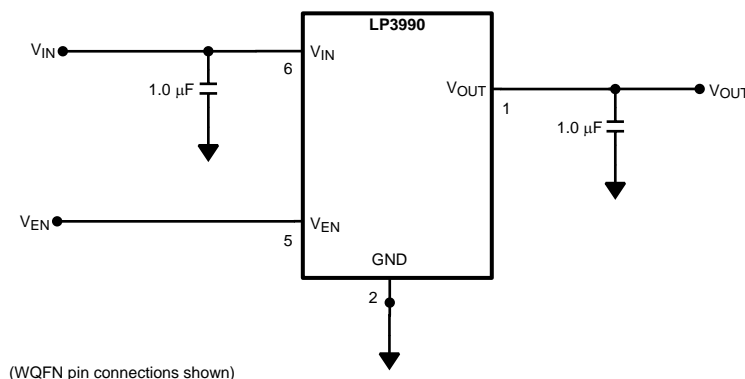 LP3990
V_IN
V_IN
6
1.0 μF
V_OUT
1
V_OUT
1.0 μF
V_EN
V_EN
5
GND
2
(WQFN pin connections shown)